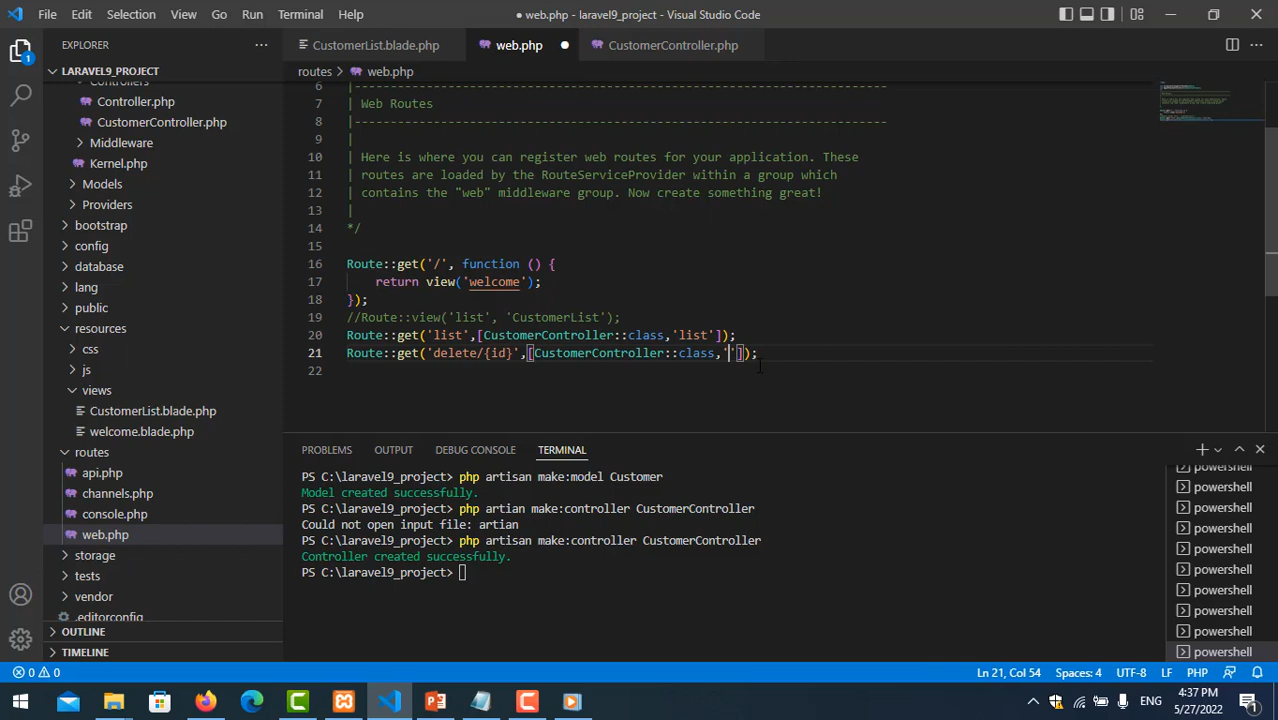 File Edit Selection View Go Run Terminal Help
● web.php - laravel9_project - Visual Studio Code
EXPLORER
CustomerList.blade.php
web.php
CustomerController.php
LARAVEL9_PROJECT
routes > web.php
Controllers
Controller.php
CustomerController.php
Middleware
Kernel.php
Models
Providers
bootstrap
config
database
lang
public
resources
css
js
views
CustomerList.blade.php
welcome.blade.php
routes
api.php
channels.php
console.php
web.php
storage
tests
vendor
.editorconfig
OUTLINE
TIMELINE
6 |--------------------------------------------------------------------------
7 | Web Routes
8 |--------------------------------------------------------------------------
9 |
10 | Here is where you can register web routes for your application. These
11 | routes are loaded by the RouteServiceProvider within a group which
12 | contains the "web" middleware group. Now create something great!
13 |
14 */
15
16 Route::get('/', function () {
17 return view('welcome');
18 });
19 //Route::view('list', 'CustomerList');
20 Route::get('list',[CustomerController::class,'list']);
21 Route::get('delete/{id}',[CustomerController::class,'']);
22
PROBLEMS OUTPUT DEBUG CONSOLE TERMINAL
PS C:\laravel9_project> php artisan make:model Customer
Model created successfully.
PS C:\laravel9_project> php artian make:controller CustomerController
Could not open input file: artian
PS C:\laravel9_project> php artisan make:controller CustomerController
Controller created successfully.
PS C:\laravel9_project>
powershell
powershell
powershell
powershell
powershell
powershell
powershell
powershell
powershell
powershell
1
0 0
Ln 21, Col 54 Spaces: 4 UTF-8 LF PHP
ENG
4:37 PM
5/27/2022
1